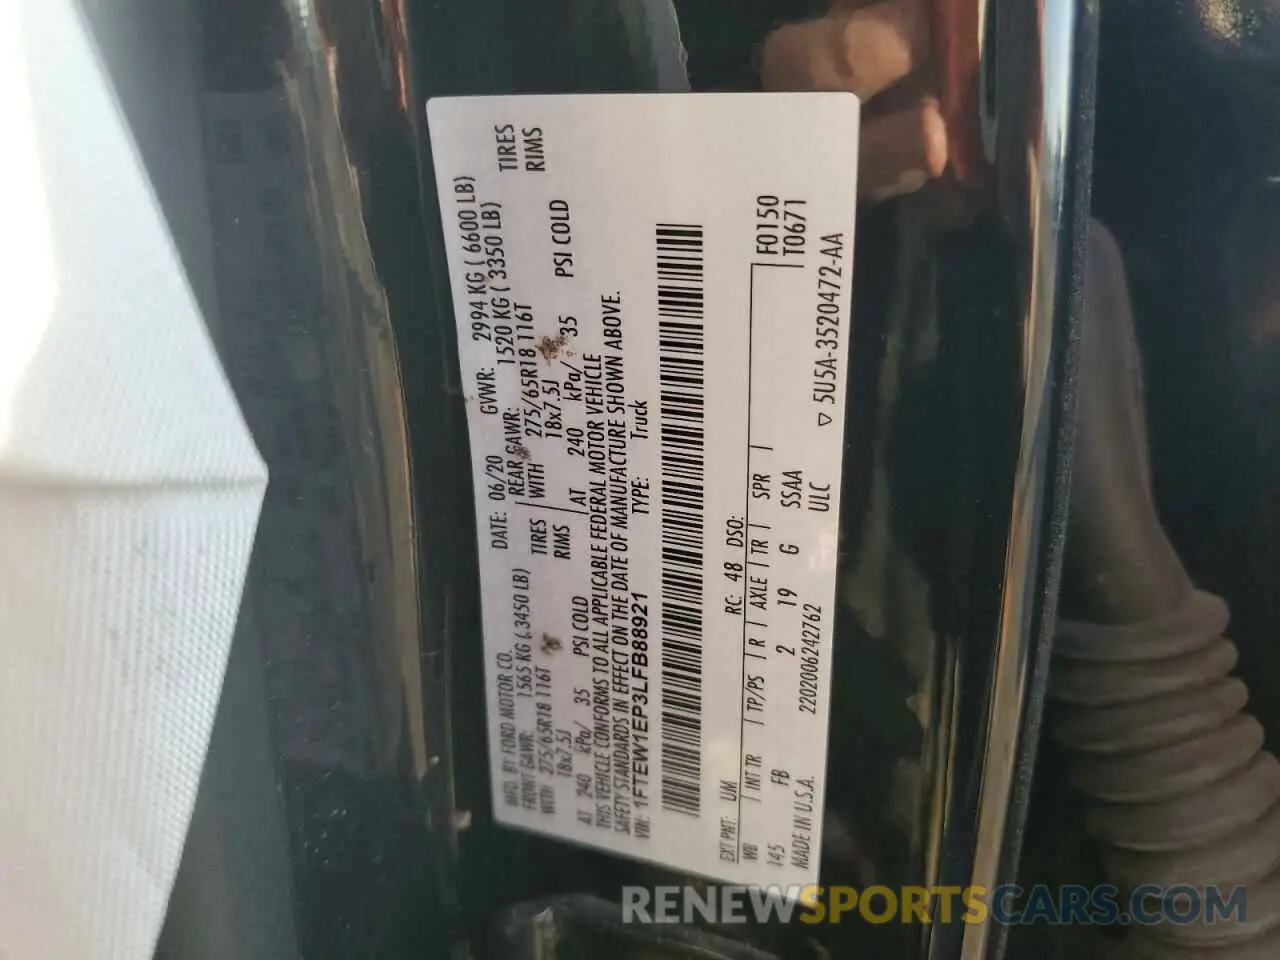 MFD. BY FORD MOTOR CO.
DATE: 06/20 GVWR: 2994 KG ( 6600 LB)
FRONT GAWR: 1565 KG ( 3450 LB) REAR GAWR: 1520 KG ( 3350 LB)
WITH 275/65R18 116T TIRES WITH 275/65R18 116T TIRES
18x7.5J RIMS 18x7.5J RIMS
AT 240 kPa/ 35 PSI COLD AT 240 kPa/ 35 PSI COLD
THIS VEHICLE CONFORMS TO ALL APPLICABLE FEDERAL MOTOR VEHICLE
SAFETY STANDARDS IN EFFECT ON THE DATE OF MANUFACTURE SHOWN ABOVE.
VIN: 1FTEW1EP3LFB88921 TYPE: Truck
F0150
T0671
EXT PNT: UM RC: 48 DSO:
WB INT TR TP/PS R AXLE TR SPR
145 FB 2 19 G SSAA
MADE IN U.S.A. 2202006242762 ULC
5U5A-3520472-AA
RENEWSPORTSCARS.COM